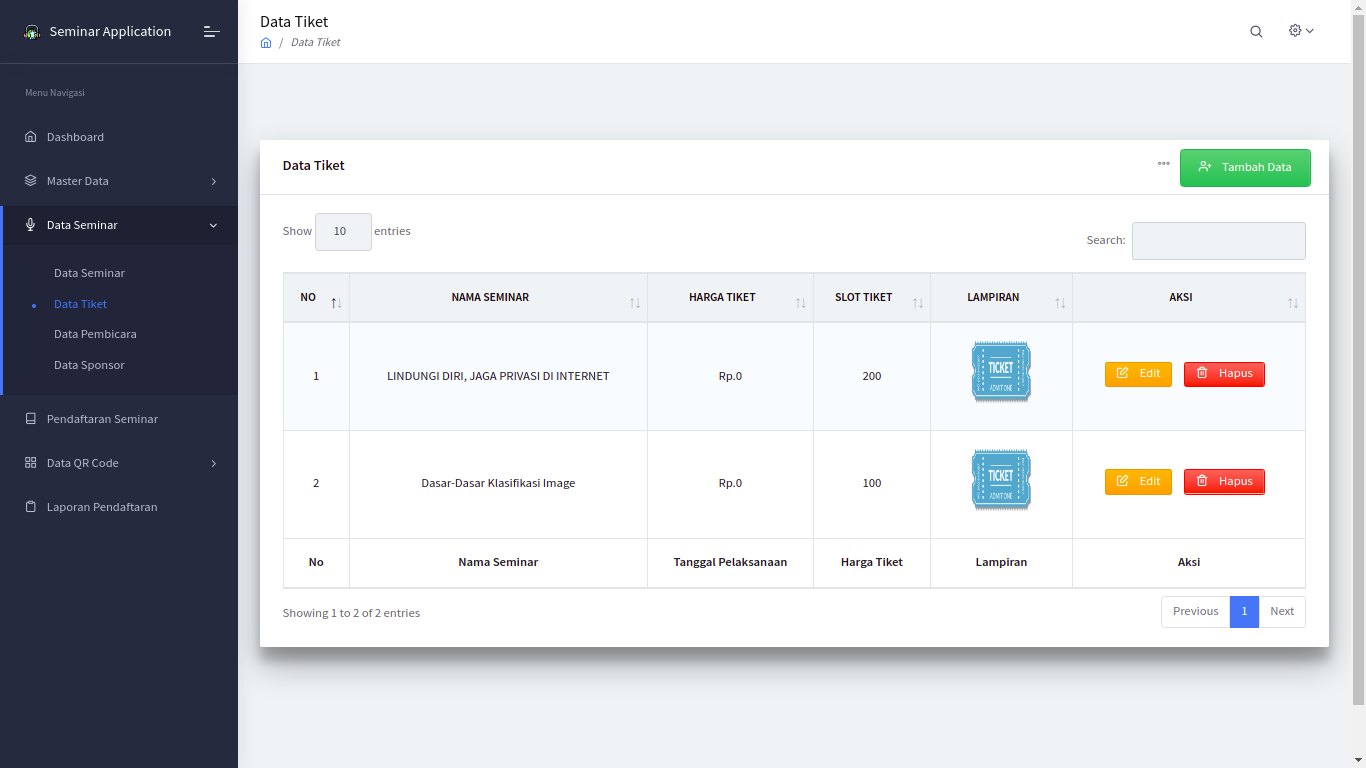 Seminar Application
Data Tiket
/ Data Tiket
Menu Navigasi
Dashboard
Master Data
Data Seminar
Data Seminar
Data Tiket
Data Pembicara
Data Sponsor
Pendaftaran Seminar
Data QR Code
Laporan Pendaftaran
Data Tiket
Tambah Data
Show 10 entries
Search:
NO NAMA SEMINAR HARGA TIKET SLOT TIKET LAMPIRAN AKSI
1 LINDUNGI DIRI, JAGA PRIVASI DI INTERNET Rp.0 200 TICKET ADMIT ONE Edit Hapus
2 Dasar-Dasar Klasifikasi Image Rp.0 100 TICKET ADMIT ONE Edit Hapus
No Nama Seminar Tanggal Pelaksanaan Harga Tiket Lampiran Aksi
Showing 1 to 2 of 2 entries
Previous 1 Next